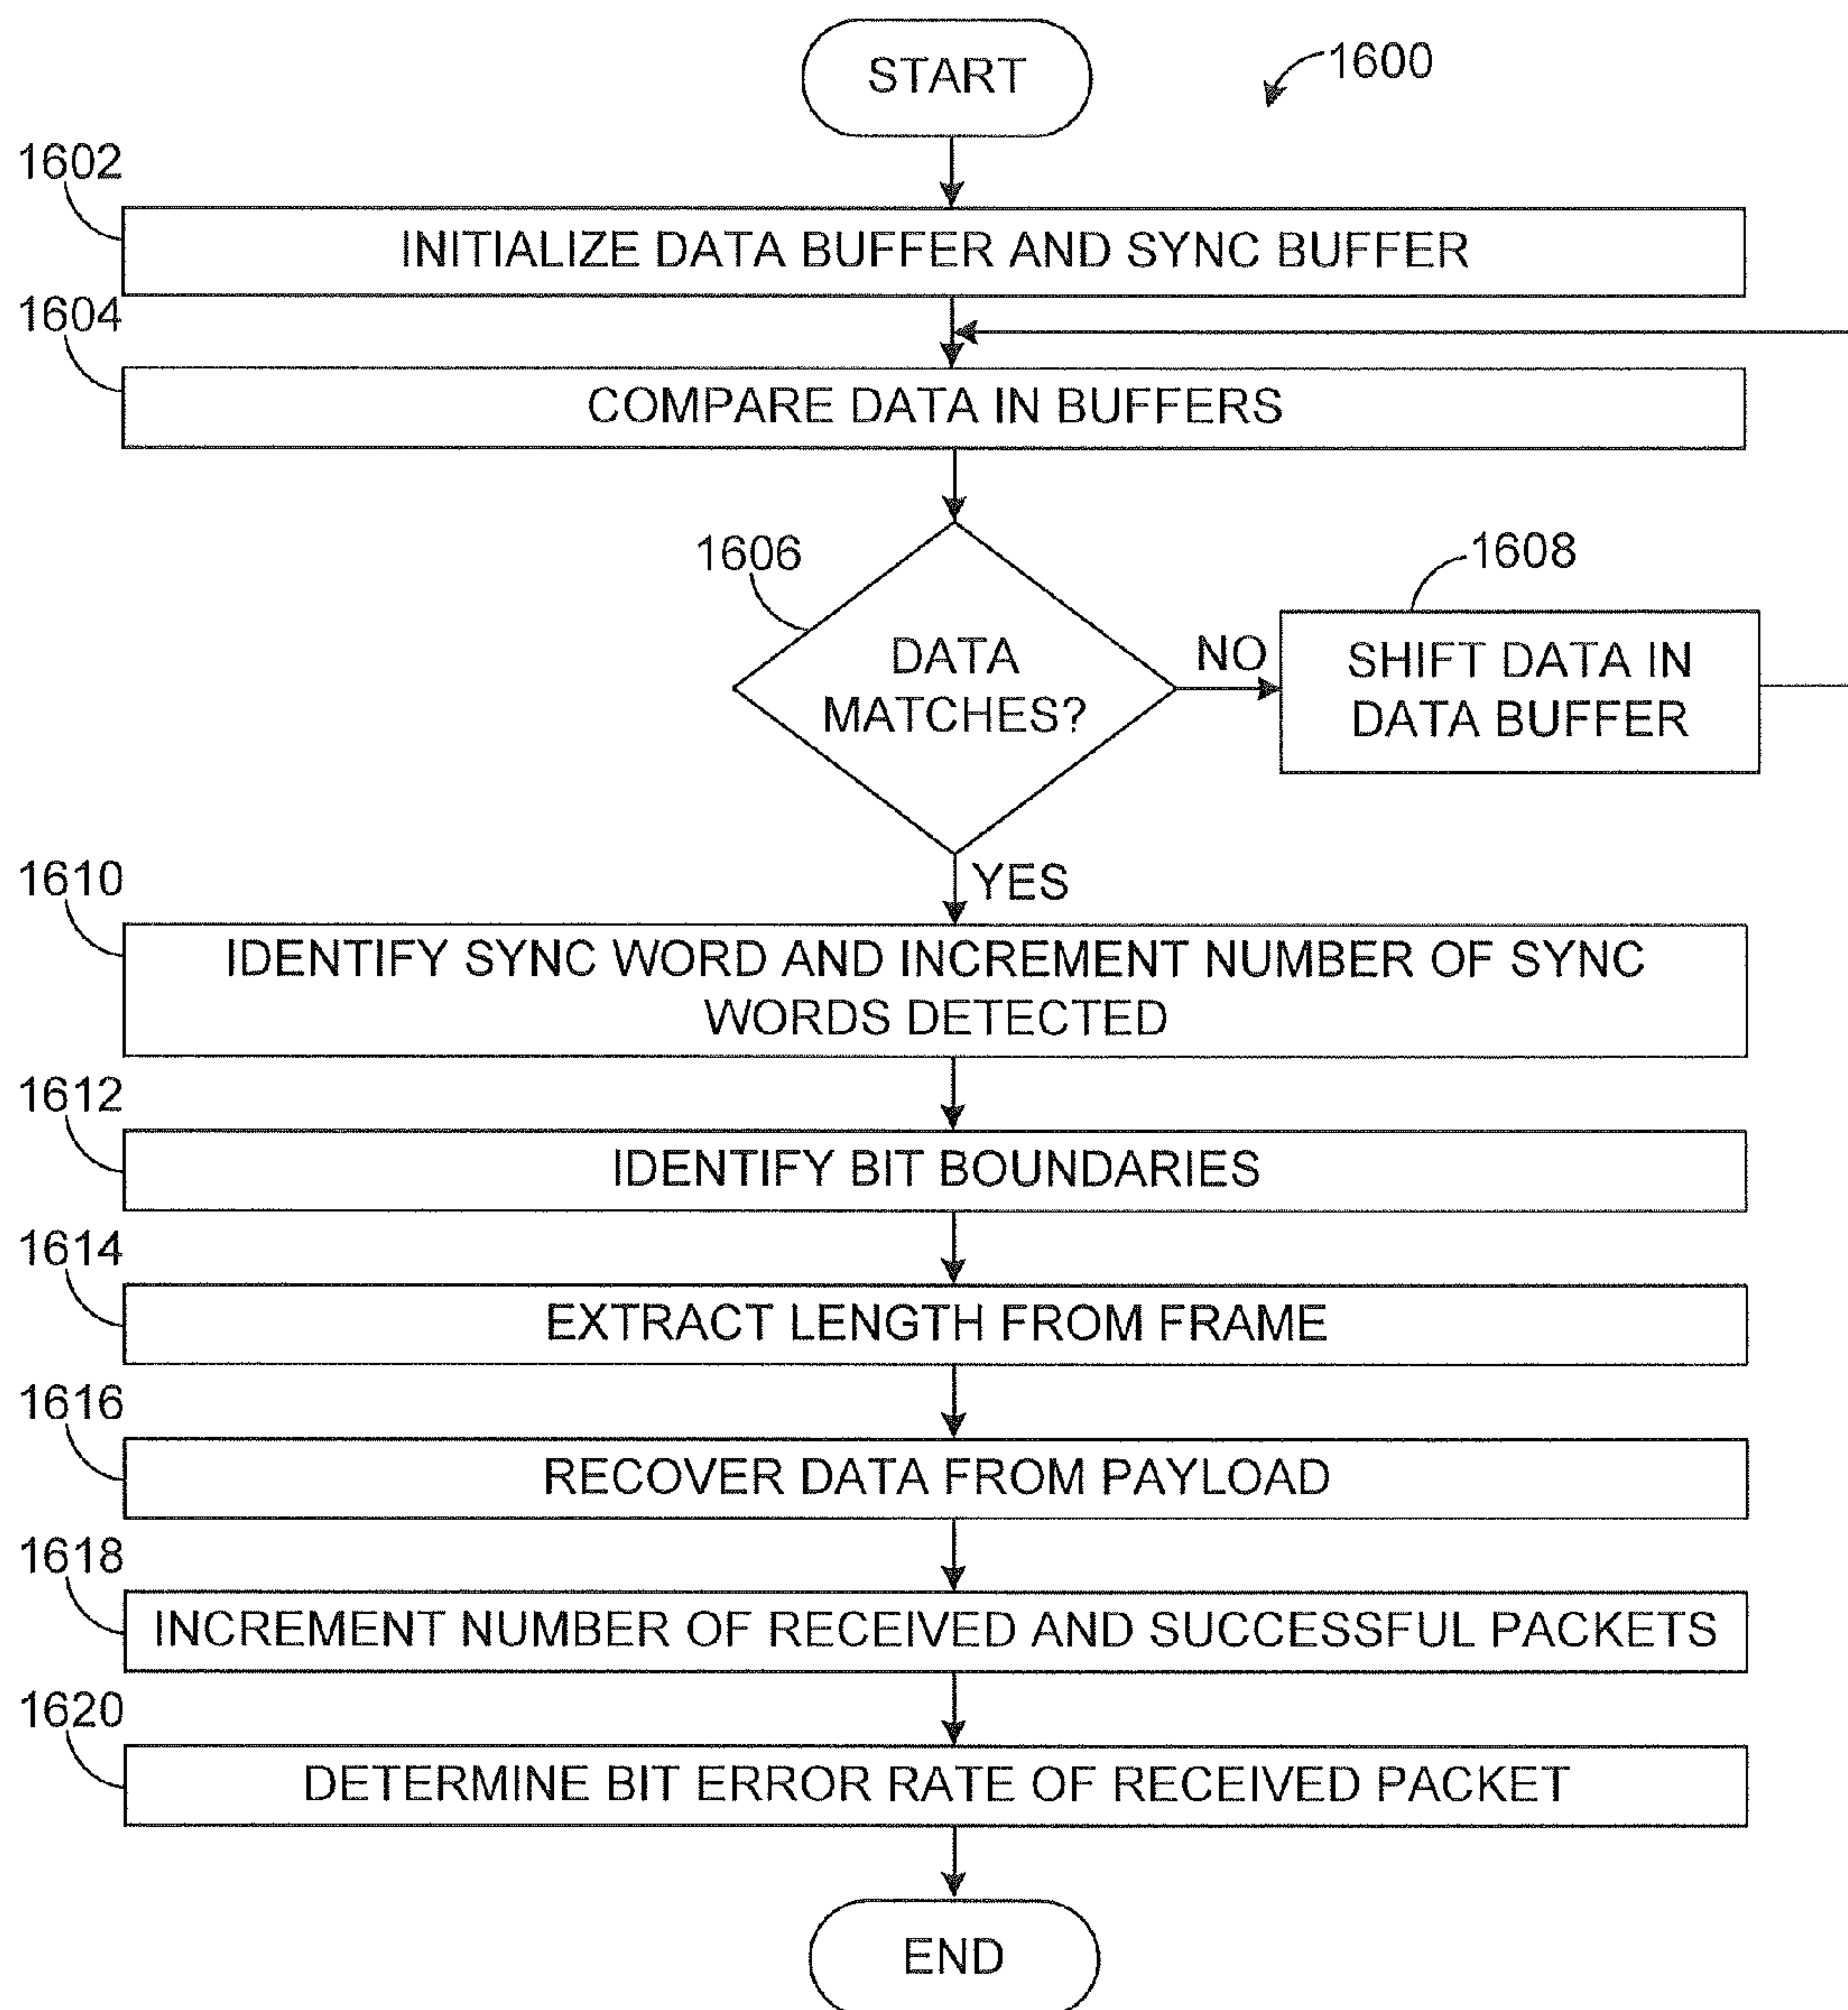 START
1600
1602
INITIALIZE DATA BUFFER AND SYNC BUFFER
1604
COMPARE DATA IN BUFFERS
1606
DATA
MATCHES?
NO
1608
SHIFT DATA IN
DATA BUFFER
YES
1610
IDENTIFY SYNC WORD AND INCREMENT NUMBER OF SYNC
WORDS DETECTED
1612
IDENTIFY BIT BOUNDARIES
1614
EXTRACT LENGTH FROM FRAME
1616
RECOVER DATA FROM PAYLOAD
1618
INCREMENT NUMBER OF RECEIVED AND SUCCESSFUL PACKETS
1620
DETERMINE BIT ERROR RATE OF RECEIVED PACKET
END